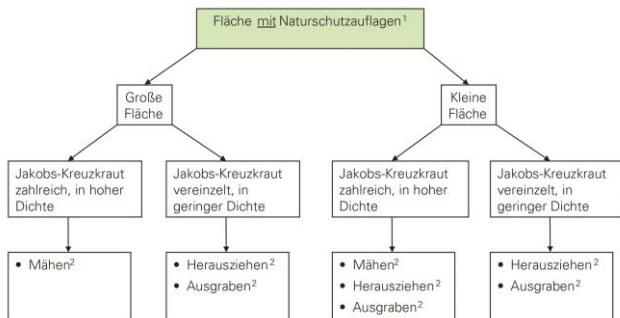 Fläche mit Naturschutzauflagen¹
Große
Fläche
Kleine
Fläche
Jakobs-Kreuzkraut
zahlreich, in hoher
Dichte
Jakobs-Kreuzkraut
vereinzelt, in
geringer Dichte
Jakobs-Kreuzkraut
zahlreich, in hoher
Dichte
Jakobs-Kreuzkraut
vereinzelt, in
geringer Dichte
• Mähen²
• Herausziehen²
• Ausgraben²
• Mähen²
• Herausziehen²
• Ausgraben²
• Herausziehen²
• Ausgraben²